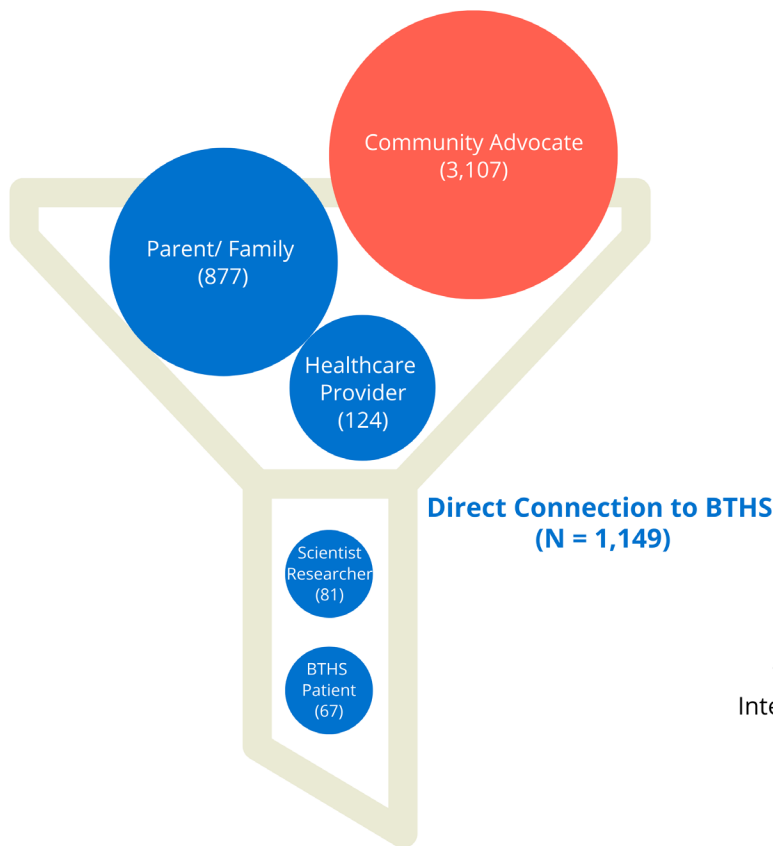 Community Advocate
(3,107)
Parent/ Family
(877)
Healthcare
Provider
(124)
Direct Connection to BTHS
(N = 1,149)
Scientist
Researcher
(81)
BTHS
Patient
(67)